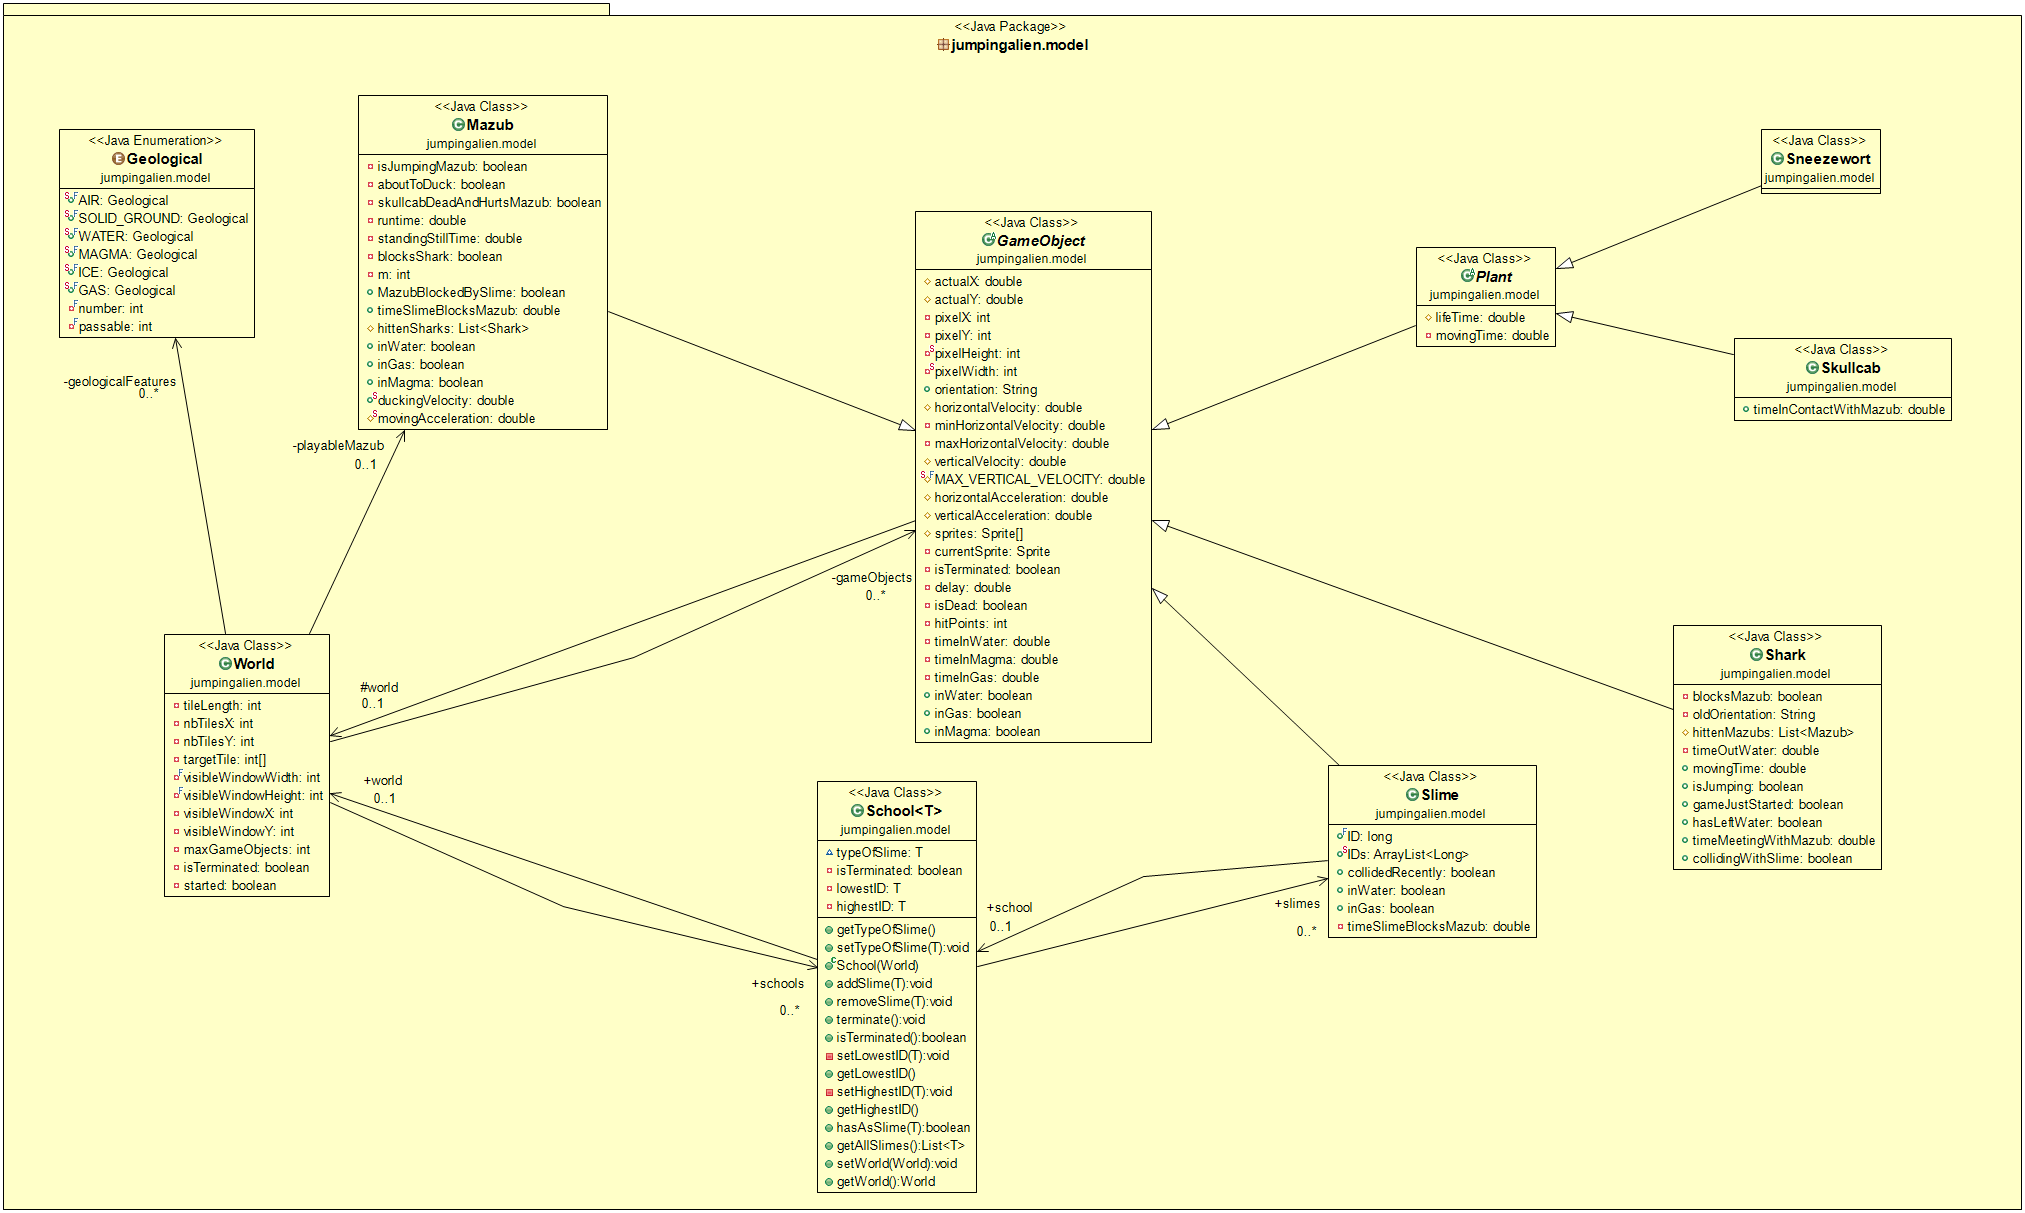 <<Java Package>>
jumpingalien.model
<<Java Enumeration>>
Geological
jumpingalien.model
AIR: Geological
SOLID_GROUND: Geological
WATER: Geological
MAGMA: Geological
ICE: Geological
GAS: Geological
number: int
passable: int
<<Java Class>>
Mazub
jumpingalien.model
isJumpingMazub: boolean
aboutToDuck: boolean
skullcabDeadAndHurtsMazub: boolean
runtime: double
standingStillTime: double
blocksShark: boolean
m: int
MazubBlockedBySlime: boolean
timeSlimeBlocksMazub: double
hittenSharks: List<Shark>
inWater: boolean
inGas: boolean
inMagma: boolean
duckingVelocity: double
movingAcceleration: double
<<Java Class>>
GameObject
jumpingalien.model
actualX: double
actualY: double
pixelX: int
pixelY: int
pixelHeight: int
pixelWidth: int
orientation: String
horizontalVelocity: double
minHorizontalVelocity: double
maxHorizontalVelocity: double
verticalVelocity: double
MAX_VERTICAL_VELOCITY: double
horizontalAcceleration: double
verticalAcceleration: double
sprites: Sprite[]
currentSprite: Sprite
isTerminated: boolean
delay: double
isDead: boolean
hitPoints: int
timeInWater: double
timeInMagma: double
timeInGas: double
inWater: boolean
inGas: boolean
inMagma: boolean
<<Java Class>>
Plant
jumpingalien.model
lifeTime: double
movingTime: double
<<Java Class>>
Sneezewort
jumpingalien.model
<<Java Class>>
Skullcab
jumpingalien.model
timeInContactWithMazub: double
-geologicalFeatures
0..*
-playableMazub
0..1
-gameObjects
0..*
#world
0..1
+world
0..1
<<Java Class>>
World
jumpingalien.model
tileLength: int
nbTilesX: int
nbTilesY: int
targetTile: int[]
visibleWindowWidth: int
visibleWindowHeight: int
visibleWindowX: int
visibleWindowY: int
maxGameObjects: int
isTerminated: boolean
started: boolean
+schools
0..*
<<Java Class>>
School<T>
jumpingalien.model
typeOfSlime: T
isTerminated: boolean
lowestID: T
highestID: T
getTypeOfSlime()
setTypeOfSlime(T):void
School(World)
addSlime(T):void
removeSlime(T):void
terminate():void
isTerminated():boolean
setLowestID(T):void
getLowestID()
setHighestID(T):void
getHighestID()
hasAsSlime(T):boolean
getAllSlimes():List<T>
setWorld(World):void
getWorld():World
+school
0..1
+slimes
0..*
<<Java Class>>
Slime
jumpingalien.model
ID: long
IDs: ArrayList<Long>
collidedRecently: boolean
inWater: boolean
inGas: boolean
timeSlimeBlocksMazub: double
<<Java Class>>
Shark
jumpingalien.model
blocksMazub: boolean
oldOrientation: String
hittenMazubs: List<Mazub>
timeOutWater: double
movingTime: double
isJumping: boolean
gameJustStarted: boolean
hasLeftWater: boolean
timeMeetingWithMazub: double
collidingWithSlime: boolean